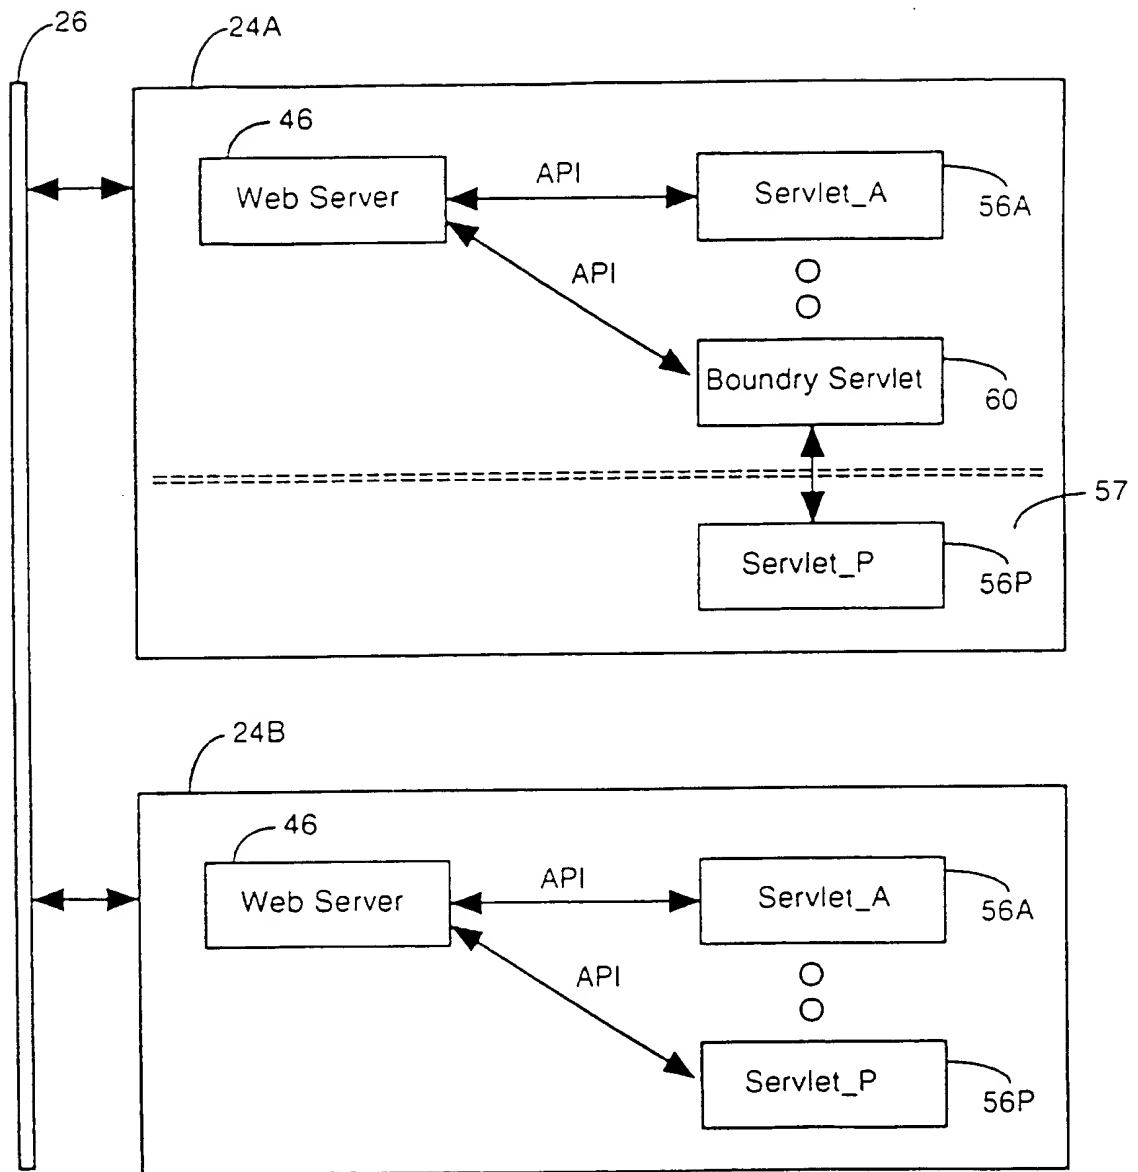 26
24A
46
Web Server
API
Servlet_A
56A
API
Boundry Servlet
60
57
Servlet_P
56P
24B
46
Web Server
API
Servlet_A
56A
API
Servlet_P
56P